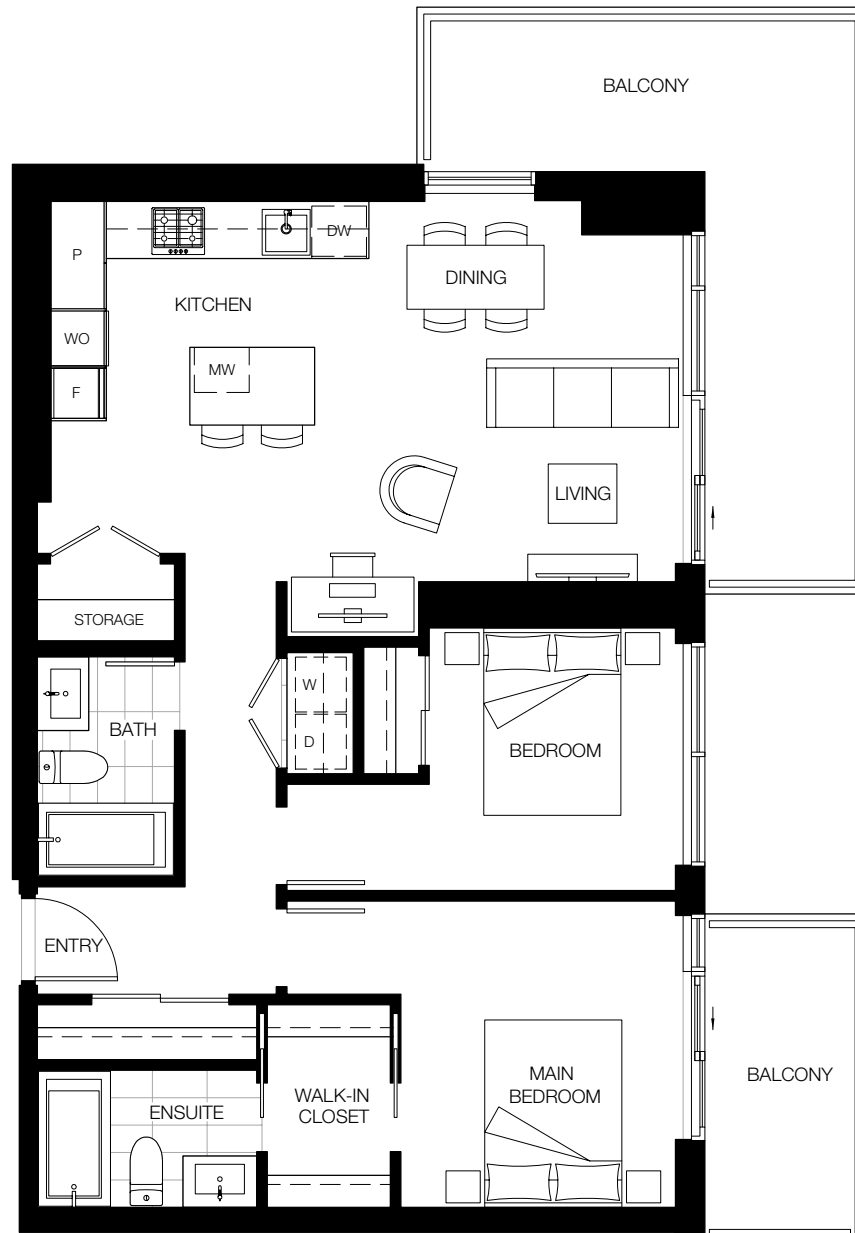 BALCONY
P
DW
DINING
KITCHEN
WO
MW
F
LIVING
STORAGE
W
BATH
D
BEDROOM
ENTRY
MAIN
BEDROOM
BALCONY
WALK-IN
CLOSET
ENSUITE